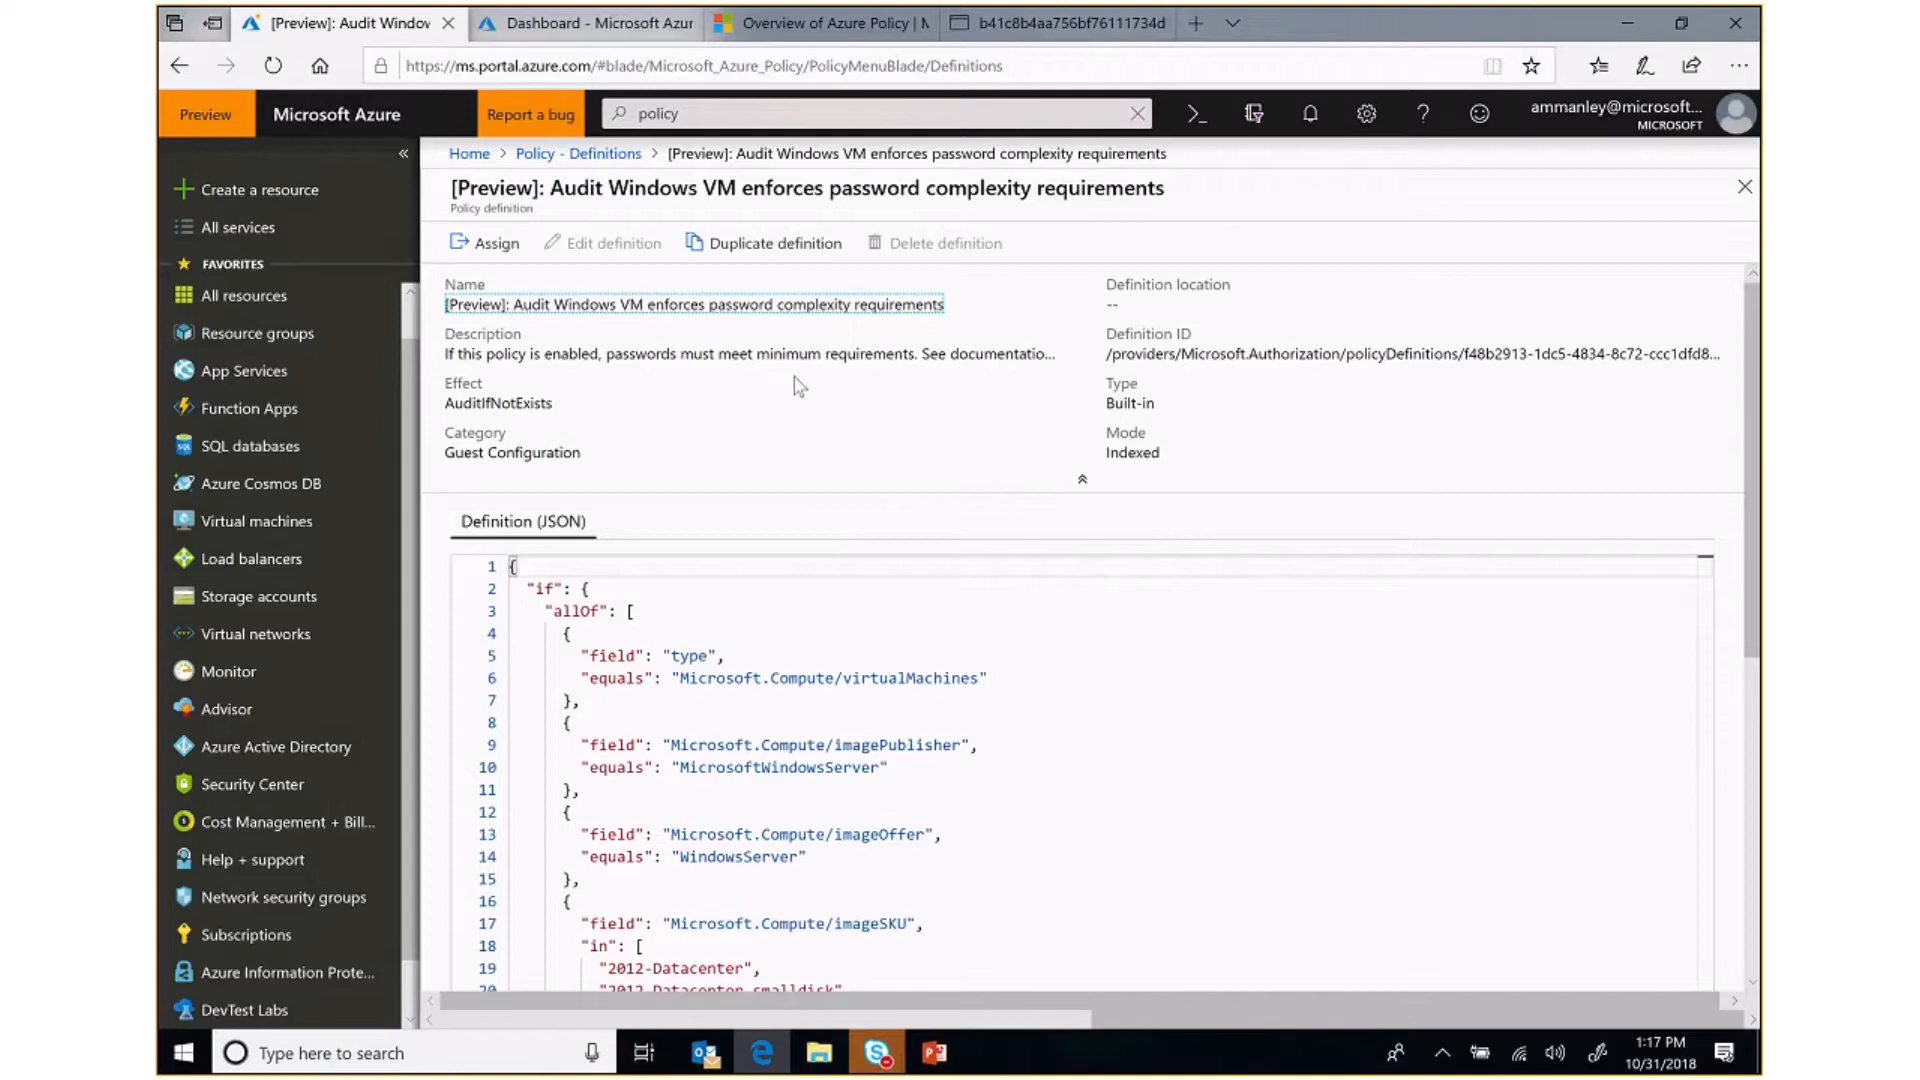 [Preview]: Audit Window
Dashboard - Microsoft Azur
Overview of Azure Policy | M
b41c8b4aa756bf76111734d
https://ms.portal.azure.com/#blade/Microsoft_Azure_Policy/PolicyMenuBlade/Definitions
Preview
Microsoft Azure
Report a bug
policy
ammanley@microsoft...
MICROSOFT
Create a resource
All services
FAVORITES
All resources
Resource groups
App Services
Function Apps
SQL databases
Azure Cosmos DB
Virtual machines
Load balancers
Storage accounts
Virtual networks
Monitor
Advisor
Azure Active Directory
Security Center
Cost Management + Bill...
Help + support
Network security groups
Subscriptions
Azure Information Prote...
DevTest Labs
Home > Policy - Definitions > [Preview]: Audit Windows VM enforces password complexity requirements
[Preview]: Audit Windows VM enforces password complexity requirements
Policy definition
Assign
Edit definition
Duplicate definition
Delete definition
Name
[Preview]: Audit Windows VM enforces password complexity requirements
Description
If this policy is enabled, passwords must meet minimum requirements. See documentatio...
Effect
AuditIfNotExists
Category
Guest Configuration
Definition location
--
Definition ID
/providers/Microsoft.Authorization/policyDefinitions/f48b2913-1dc5-4834-8c72-ccc1dfd8...
Type
Built-in
Mode
Indexed
Definition (JSON)
1 {
2 "if": {
3 "allOf": [
4 {
5 "field": "type",
6 "equals": "Microsoft.Compute/virtualMachines"
7 },
8 {
9 "field": "Microsoft.Compute/imagePublisher",
10 "equals": "MicrosoftWindowsServer"
11 },
12 {
13 "field": "Microsoft.Compute/imageOffer",
14 "equals": "WindowsServer"
15 },
16 {
17 "field": "Microsoft.Compute/imageSKU",
18 "in": [
19 "2012-Datacenter",
20 "2012-Datacenter-smalldisk"
Type here to search
1:17 PM
10/31/2018